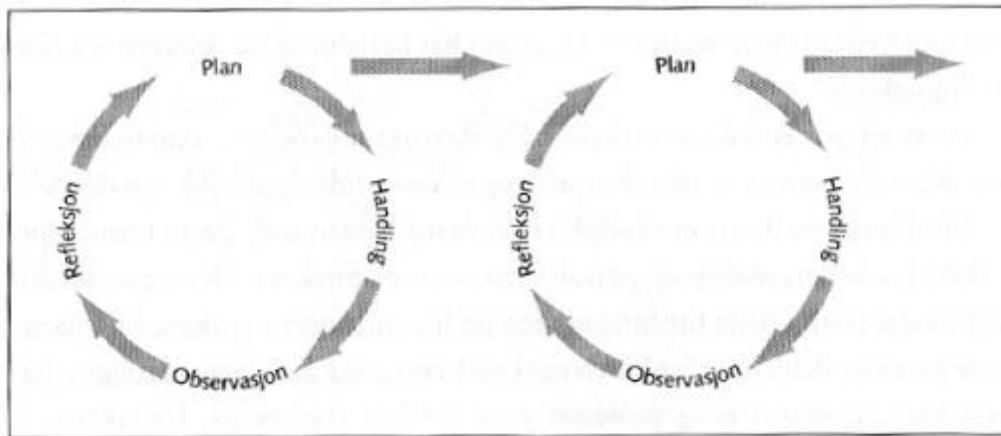 Plan
Handling
Observasjon
Refleksjon
Plan
Handling
Observasjon
Refleksjon